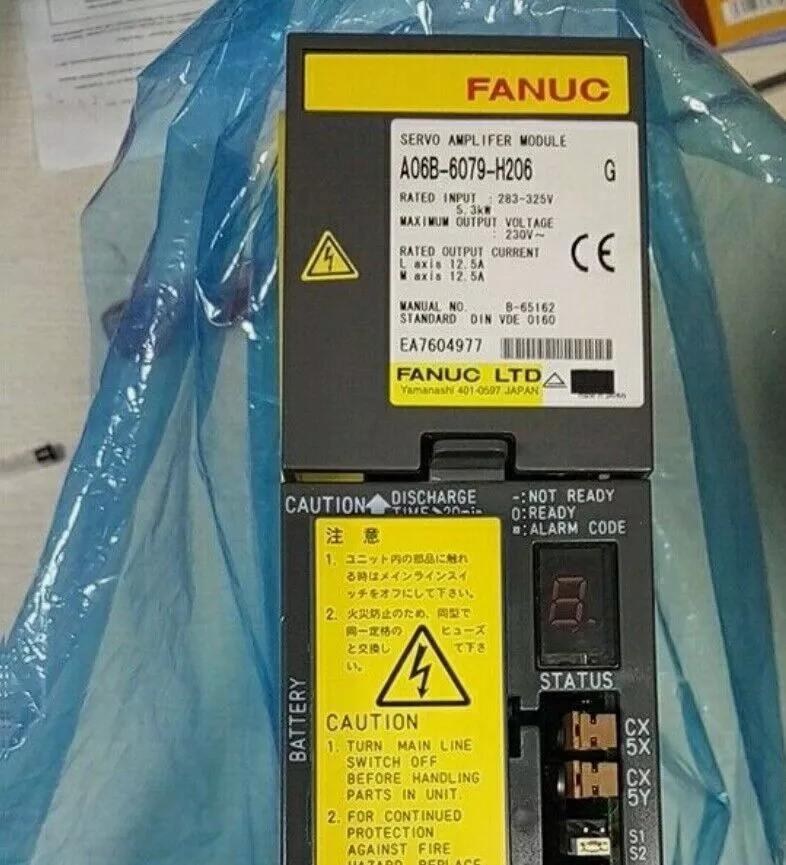 FANUC
SERVO AMPLIFER MODULE
A06B-6079-H206 G
RATED INPUT : 283-325V
5.3kW
MAXIMUM OUTPUT VOLTAGE
: 230V~
RATED OUTPUT CURRENT
L axis 12.5A
M axis 12.5A
CE
MANUAL NO. B-65162
STANDARD DIN VDE 0160
EA7604977
FANUC LTD
Yamanashi 401-0597 JAPAN
CAUTION DISCHARGE
TIME>20min
-:NOT READY
0:READY
:ALARM CODE
注 意
1. ユニット内の部品に触れ
る時はメインラインスイ
ッチをオフにして下さい。
2. 火災防止のため、同型で
同一定格の ヒューズ
と交換し て下さ
い。
8.
STATUS
BATTERY
CAUTION
1. TURN MAIN LINE
SWITCH OFF
BEFORE HANDLING
PARTS IN UNIT.
2. FOR CONTINUED
PROTECTION
AGAINST FIRE
HAZARD REPLACE
CX
5X
CX
5Y
S1
S2